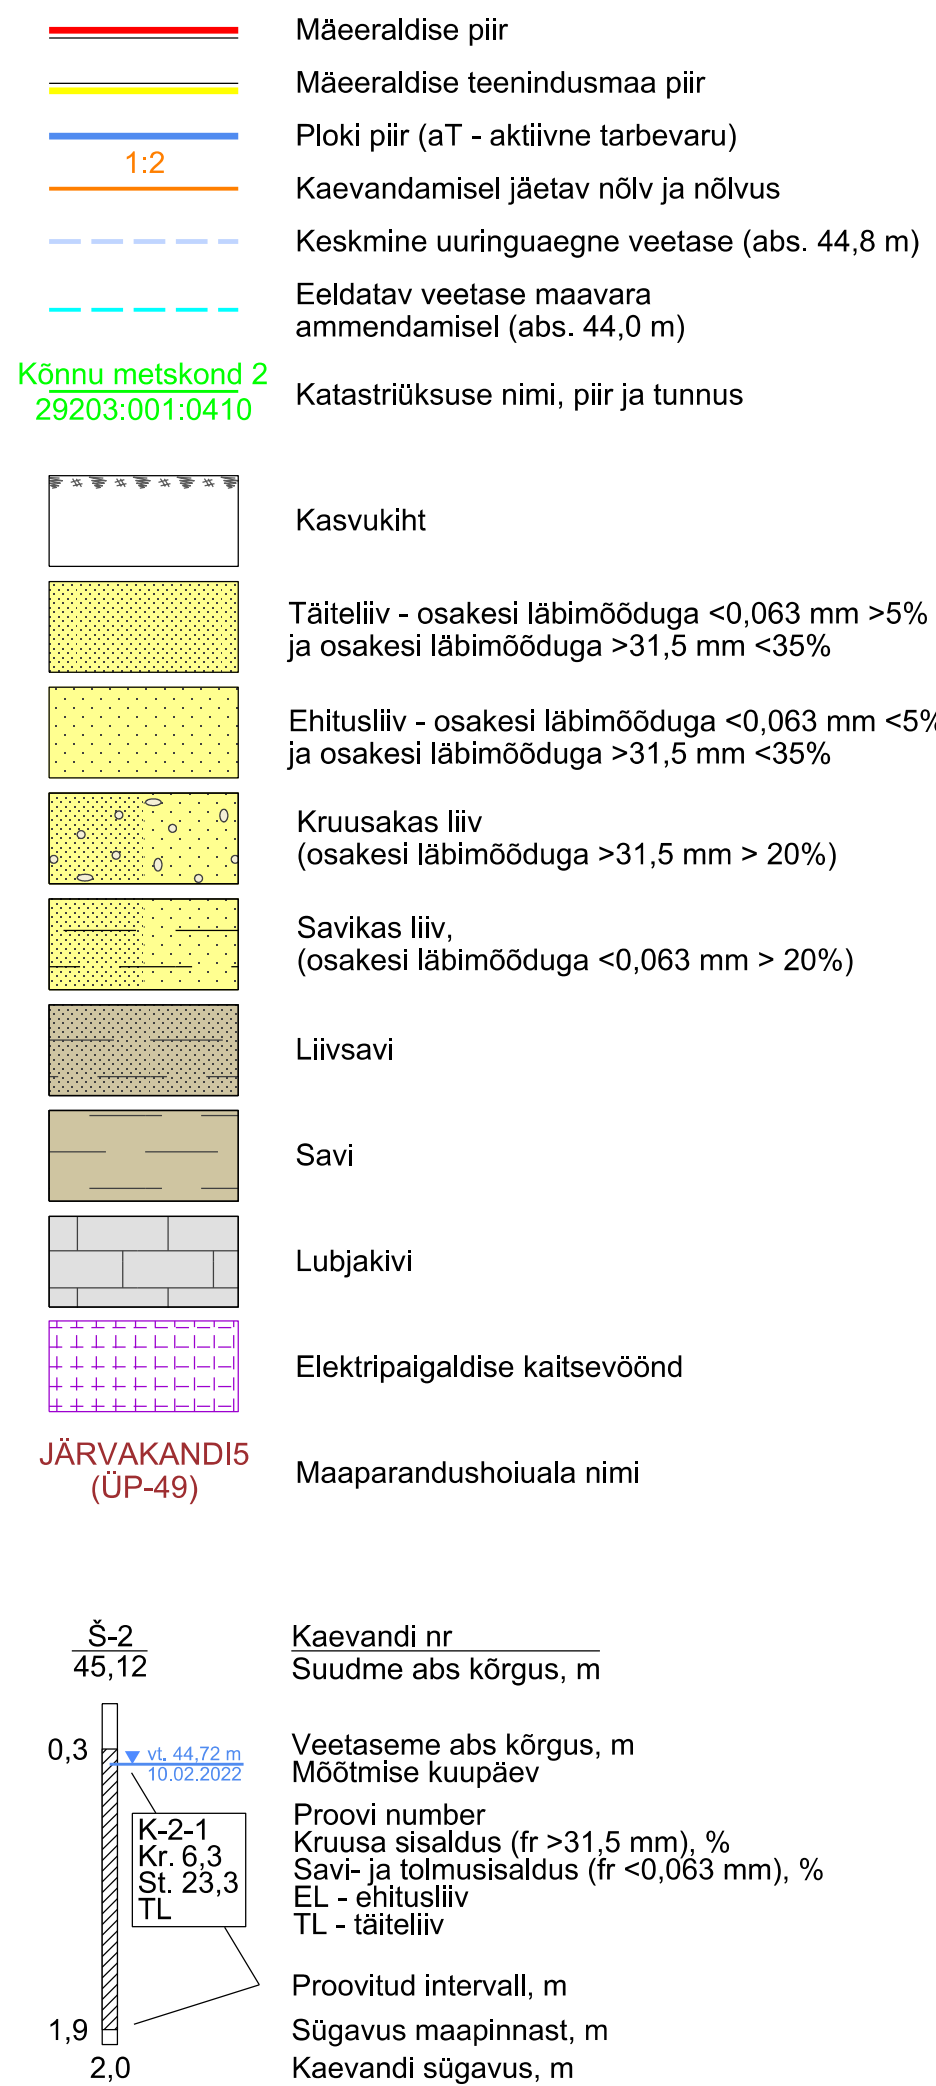 Mäeeraldise piir
Mäeeraldise teenindusmaa piir
Ploki piir (aT - aktiivne tarbevaru)
1:2
Kaevandamisel jäetav nõlv ja nõlvus
Keskmine uuringuaegne veetase (abs. 44,8 m)
Eeldatav veetase maavara
ammendamisel (abs. 44,0 m)
Kõnnu metskond 2
29203:001:0410
Katastriüksuse nimi, piir ja tunnus
Kasvukiht
Täiteliiv - osakesi läbimõõduga <0,063 mm >5%
ja osakesi läbimõõduga >31,5 mm <35%
Ehitusliiv - osakesi läbimõõduga <0,063 mm <5%
ja osakesi läbimõõduga >31,5 mm <35%
Kruusakas liiv
(osakesi läbimõõduga >31,5 mm > 20%)
Savikas liiv,
(osakesi läbimõõduga <0,063 mm > 20%)
Liivsavi
Savi
Lubjakivi
Elektripaigaldise kaitsevöönd
JÄRVAKANDI5
(ÜP-49)
Maaparandushoiuala nimi
Š-2
45,12
Kaevandi nr
Suudme abs kõrgus, m
0,3
vt. 44,72 m
10.02.2022
Veetaseme abs kõrgus, m
Mõõtmise kuupäev
K-2-1
Kr. 6,3
St. 23,3
TL
Proovi number
Kruusa sisaldus (fr >31,5 mm), %
Savi- ja tolmusisaldus (fr <0,063 mm), %
EL - ehitusliiv
TL - täiteliiv
Proovitud intervall, m
1,9
Sügavus maapinnast, m
2,0
Kaevandi sügavus, m